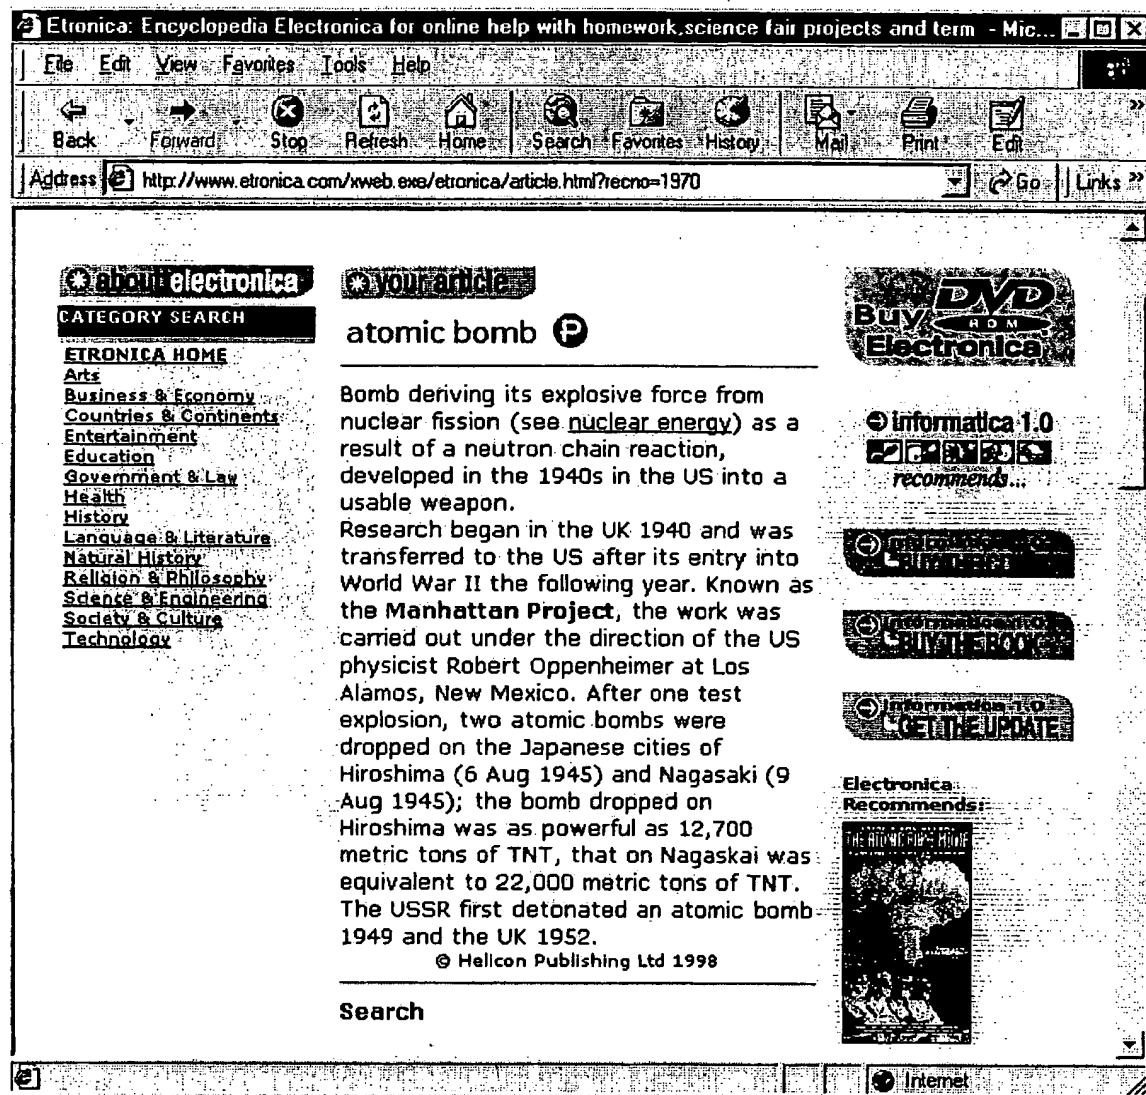 Etronica: Encyclopedia Electronica for online help with homework,science fair projects and term - Mic...
File Edit View Favorites Tools Help
Back Forward Stop Refresh Home Search Favorites History Mail Print Edit
Address http://www.etronica.com/xweb.exe/etronica/article.html?recno=1970 Go Links
about electronica
CATEGORY SEARCH
ETRONICA HOME
Arts
Business & Economy
Countries & Continents
Entertainment
Education
Government & Law
Health
History
Language & Literature
Natural History
Religion & Philosophy
Science & Engineering
Society & Culture
Technology
your article
atomic bomb P
Bomb deriving its explosive force from
nuclear fission (see nuclear energy) as a
result of a neutron chain reaction,
developed in the 1940s in the US into a
usable weapon.
Research began in the UK 1940 and was
transferred to the US after its entry into
World War II the following year. Known as
the Manhattan Project, the work was
carried out under the direction of the US
physicist Robert Oppenheimer at Los
Alamos, New Mexico. After one test
explosion, two atomic bombs were
dropped on the Japanese cities of
Hiroshima (6 Aug 1945) and Nagasaki (9
Aug 1945); the bomb dropped on
Hiroshima was as powerful as 12,700
metric tons of TNT, that on Nagaskai was
equivalent to 22,000 metric tons of TNT.
The USSR first detonated an atomic bomb
1949 and the UK 1952.
© Helicon Publishing Ltd 1998
Search
Buy DVD
ROM
Electronica
informatica 1.0
recommends...
BUY THE
BUY THE BOOK
Informatica 1.0
GET THE UPDATE
Electronica
Recommends:
THE ATOMIC BOMB MOVIE
Internet